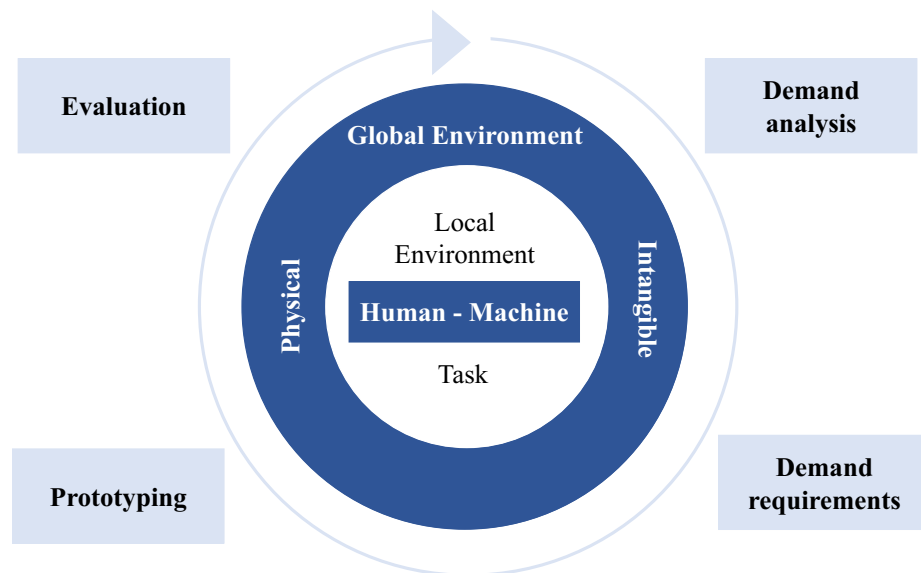 Evaluation
Demand
analysis
Global Environment
Local
Environment
Physical
Human - Machine
Intangible
Task
Prototyping
Demand
requirements